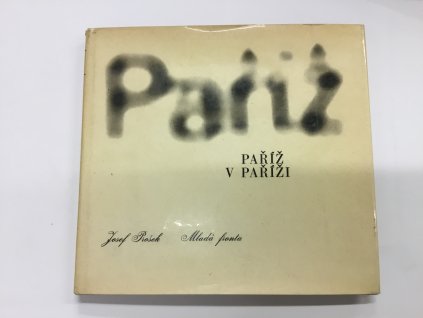 Paříž
PAŘÍŽ
V PAŘÍŽI
Josef Prošek Mladá fronta